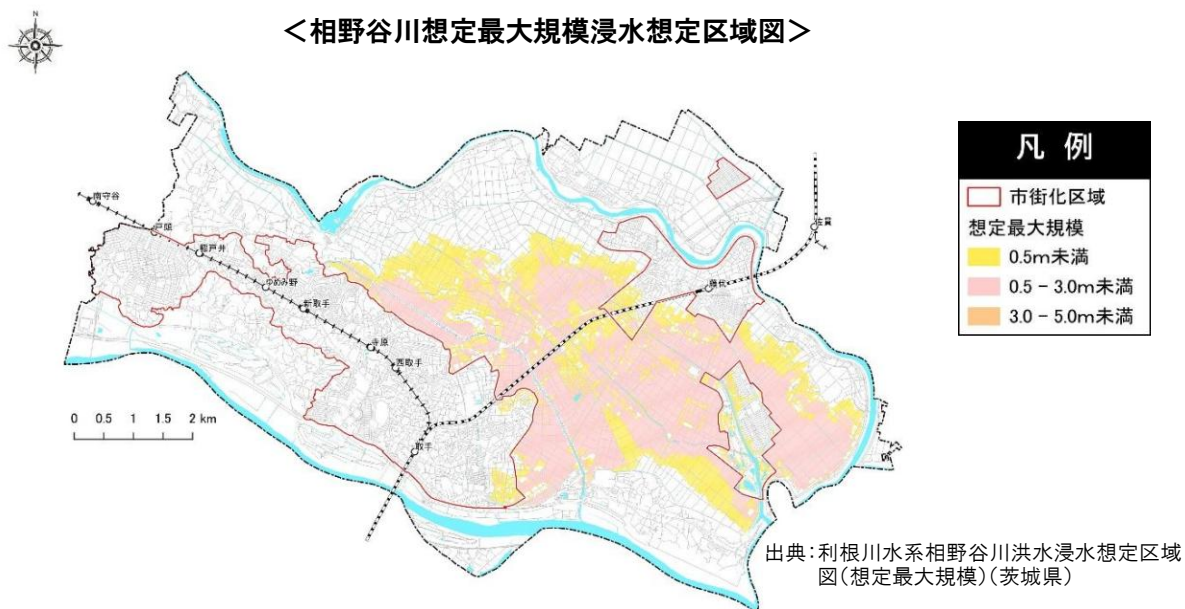 <相野谷川想定最大規模浸水想定区域図>
N
南守谷
戸頭
稲戸井
ゆめみ野
新取手
寺原
西取手
取手
藤代
佐貫
0 0.5 1 1.5 2 km
凡 例
市街化区域
想定最大規模
0.5m未満
0.5 - 3.0m未満
3.0 - 5.0m未満
出典:利根川水系相野谷川洪水浸水想定区域
図(想定最大規模)(茨城県)